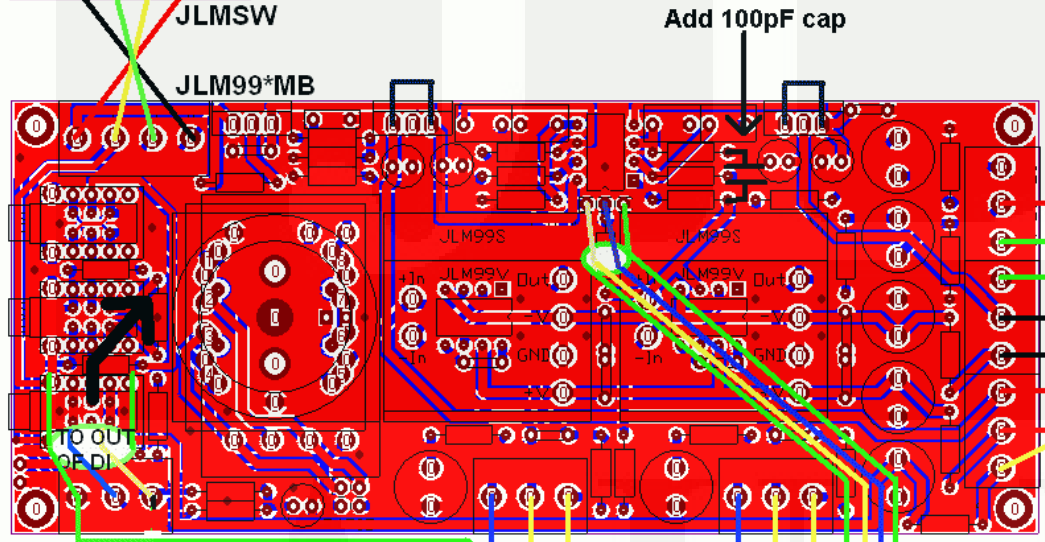 JLMSW
Add 100pF cap
JLM99*MB
JLM99S
JLM99S
+In
JLM99V
Out
JLM99V
Out
-V
-V
-In
GND
-In
GND
+V
+V
TO OUT
OF DI